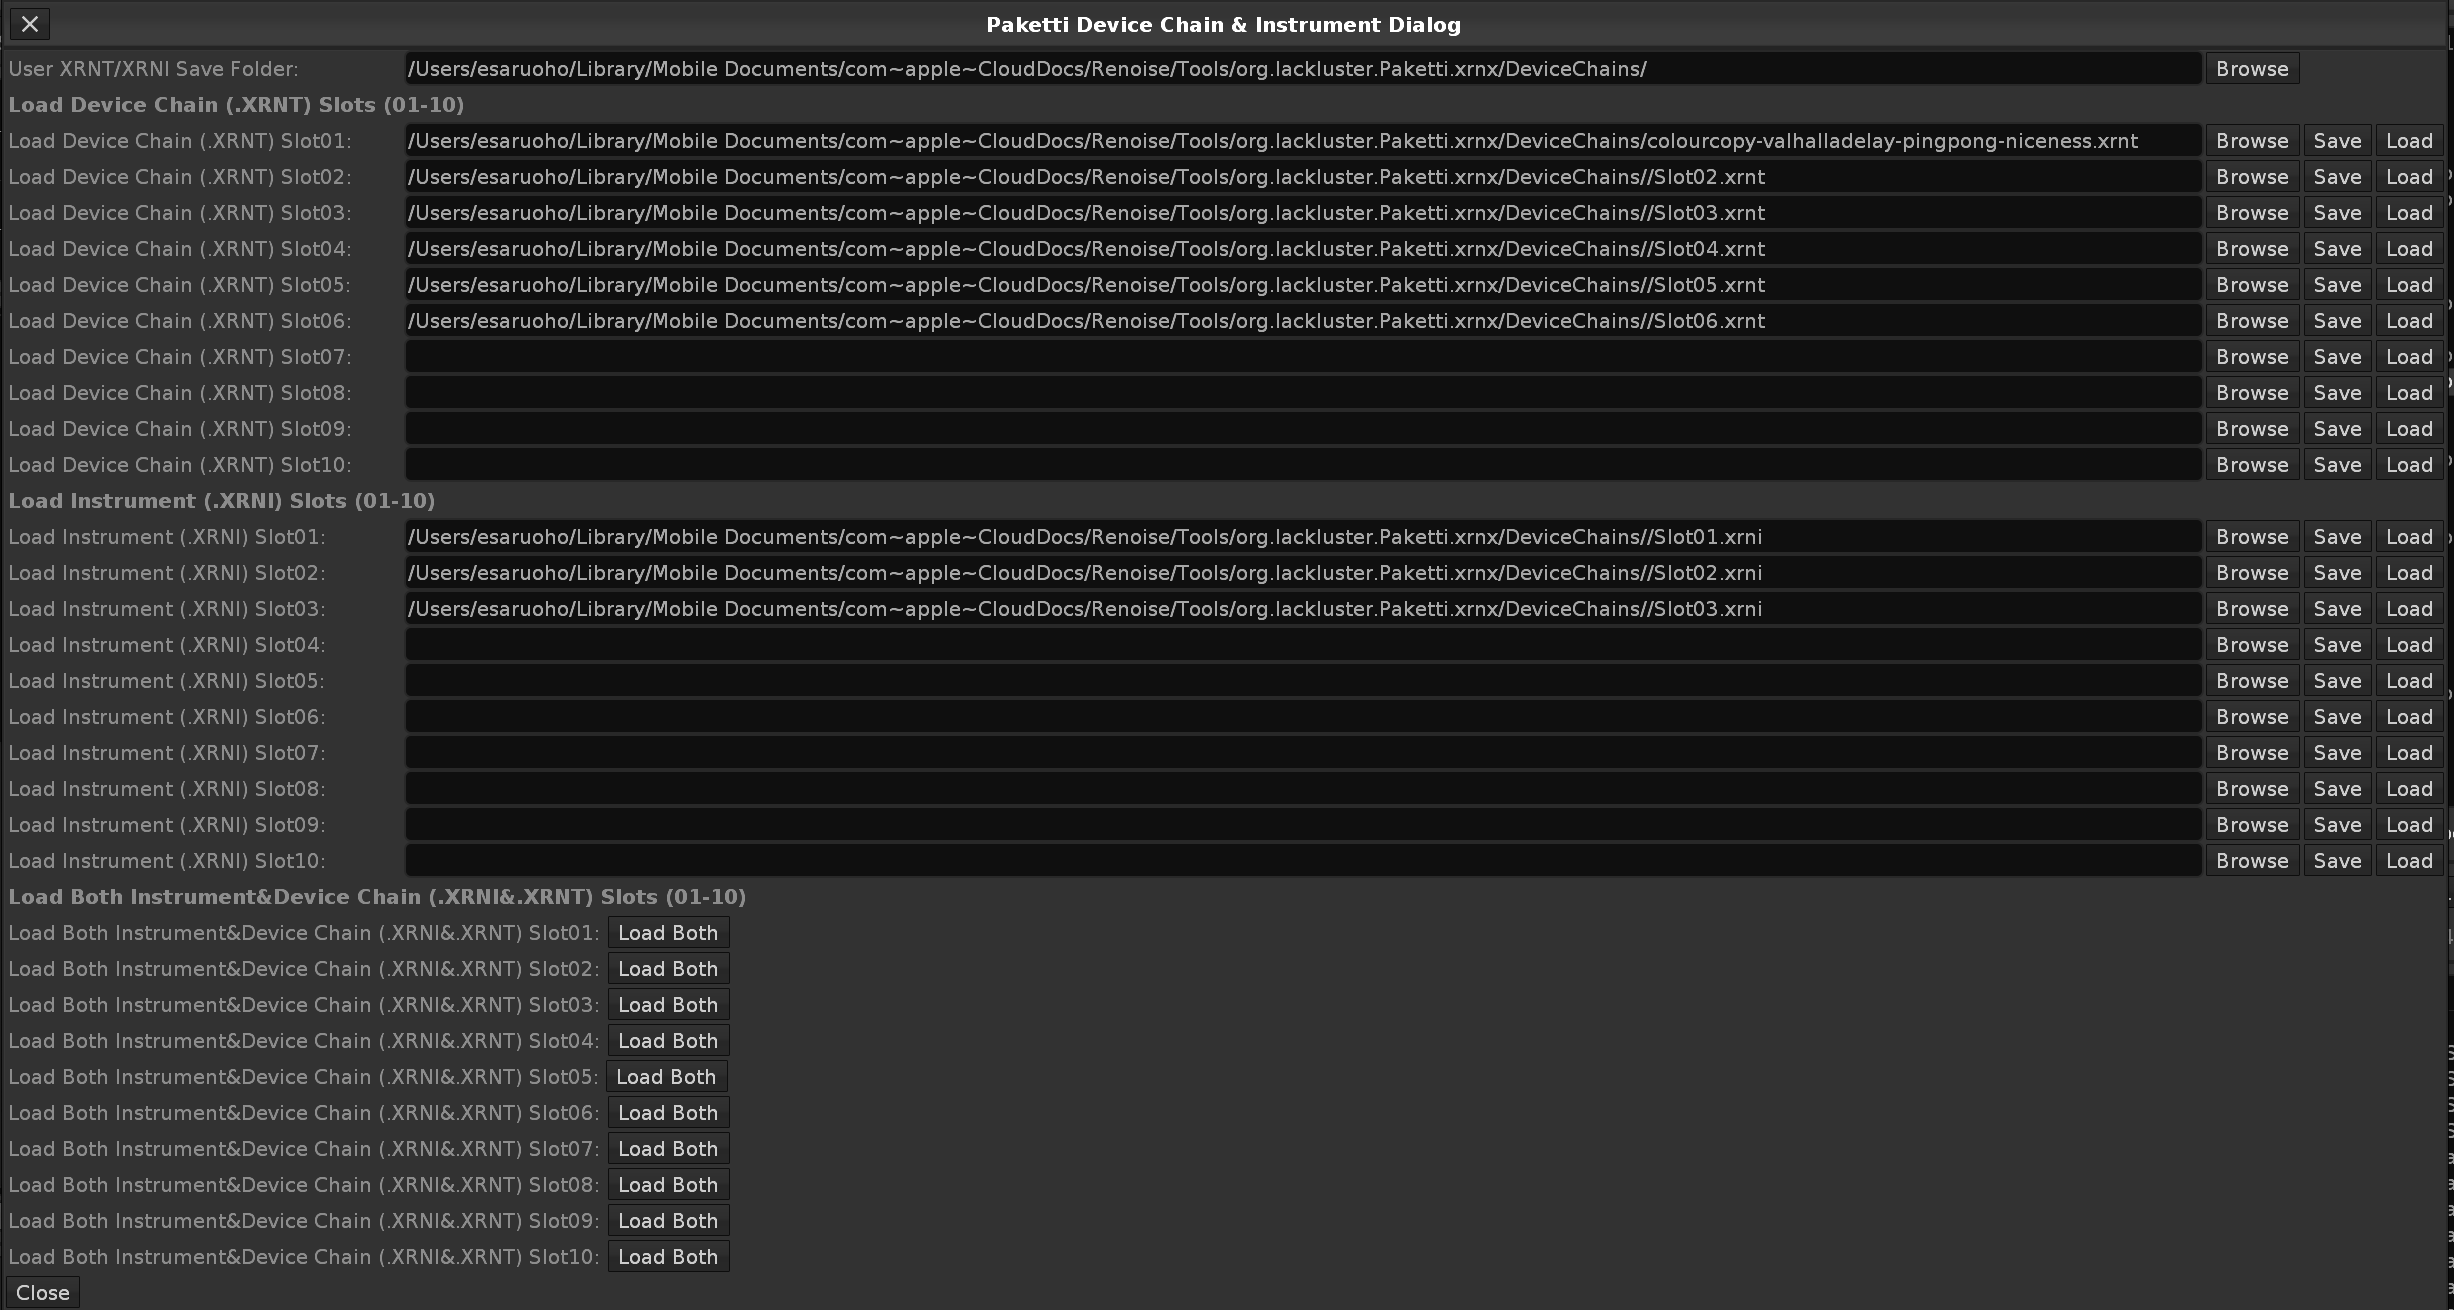 Paketti Device Chain & Instrument Dialog
User XRNT/XRNI Save Folder: /Users/esaruoho/Library/Mobile Documents/com~apple~CloudDocs/Renoise/Tools/org.lackluster.Paketti.xrnx/DeviceChains/ Browse
Load Device Chain (.XRNT) Slots (01-10)
Load Device Chain (.XRNT) Slot01: /Users/esaruoho/Library/Mobile Documents/com~apple~CloudDocs/Renoise/Tools/org.lackluster.Paketti.xrnx/DeviceChains/colourcopy-valhalladelay-pingpong-niceness.xrnt Browse Save Load
Load Device Chain (.XRNT) Slot02: /Users/esaruoho/Library/Mobile Documents/com~apple~CloudDocs/Renoise/Tools/org.lackluster.Paketti.xrnx/DeviceChains//Slot02.xrnt Browse Save Load
Load Device Chain (.XRNT) Slot03: /Users/esaruoho/Library/Mobile Documents/com~apple~CloudDocs/Renoise/Tools/org.lackluster.Paketti.xrnx/DeviceChains//Slot03.xrnt Browse Save Load
Load Device Chain (.XRNT) Slot04: /Users/esaruoho/Library/Mobile Documents/com~apple~CloudDocs/Renoise/Tools/org.lackluster.Paketti.xrnx/DeviceChains//Slot04.xrnt Browse Save Load
Load Device Chain (.XRNT) Slot05: /Users/esaruoho/Library/Mobile Documents/com~apple~CloudDocs/Renoise/Tools/org.lackluster.Paketti.xrnx/DeviceChains//Slot05.xrnt Browse Save Load
Load Device Chain (.XRNT) Slot06: /Users/esaruoho/Library/Mobile Documents/com~apple~CloudDocs/Renoise/Tools/org.lackluster.Paketti.xrnx/DeviceChains//Slot06.xrnt Browse Save Load
Load Device Chain (.XRNT) Slot07: Browse Save Load
Load Device Chain (.XRNT) Slot08: Browse Save Load
Load Device Chain (.XRNT) Slot09: Browse Save Load
Load Device Chain (.XRNT) Slot10: Browse Save Load
Load Instrument (.XRNI) Slots (01-10)
Load Instrument (.XRNI) Slot01: /Users/esaruoho/Library/Mobile Documents/com~apple~CloudDocs/Renoise/Tools/org.lackluster.Paketti.xrnx/DeviceChains//Slot01.xrni Browse Save Load
Load Instrument (.XRNI) Slot02: /Users/esaruoho/Library/Mobile Documents/com~apple~CloudDocs/Renoise/Tools/org.lackluster.Paketti.xrnx/DeviceChains//Slot02.xrni Browse Save Load
Load Instrument (.XRNI) Slot03: /Users/esaruoho/Library/Mobile Documents/com~apple~CloudDocs/Renoise/Tools/org.lackluster.Paketti.xrnx/DeviceChains//Slot03.xrni Browse Save Load
Load Instrument (.XRNI) Slot04: Browse Save Load
Load Instrument (.XRNI) Slot05: Browse Save Load
Load Instrument (.XRNI) Slot06: Browse Save Load
Load Instrument (.XRNI) Slot07: Browse Save Load
Load Instrument (.XRNI) Slot08: Browse Save Load
Load Instrument (.XRNI) Slot09: Browse Save Load
Load Instrument (.XRNI) Slot10: Browse Save Load
Load Both Instrument&Device Chain (.XRNI&.XRNT) Slots (01-10)
Load Both Instrument&Device Chain (.XRNI&.XRNT) Slot01: Load Both
Load Both Instrument&Device Chain (.XRNI&.XRNT) Slot02: Load Both
Load Both Instrument&Device Chain (.XRNI&.XRNT) Slot03: Load Both
Load Both Instrument&Device Chain (.XRNI&.XRNT) Slot04: Load Both
Load Both Instrument&Device Chain (.XRNI&.XRNT) Slot05: Load Both
Load Both Instrument&Device Chain (.XRNI&.XRNT) Slot06: Load Both
Load Both Instrument&Device Chain (.XRNI&.XRNT) Slot07: Load Both
Load Both Instrument&Device Chain (.XRNI&.XRNT) Slot08: Load Both
Load Both Instrument&Device Chain (.XRNI&.XRNT) Slot09: Load Both
Load Both Instrument&Device Chain (.XRNI&.XRNT) Slot10: Load Both
Close